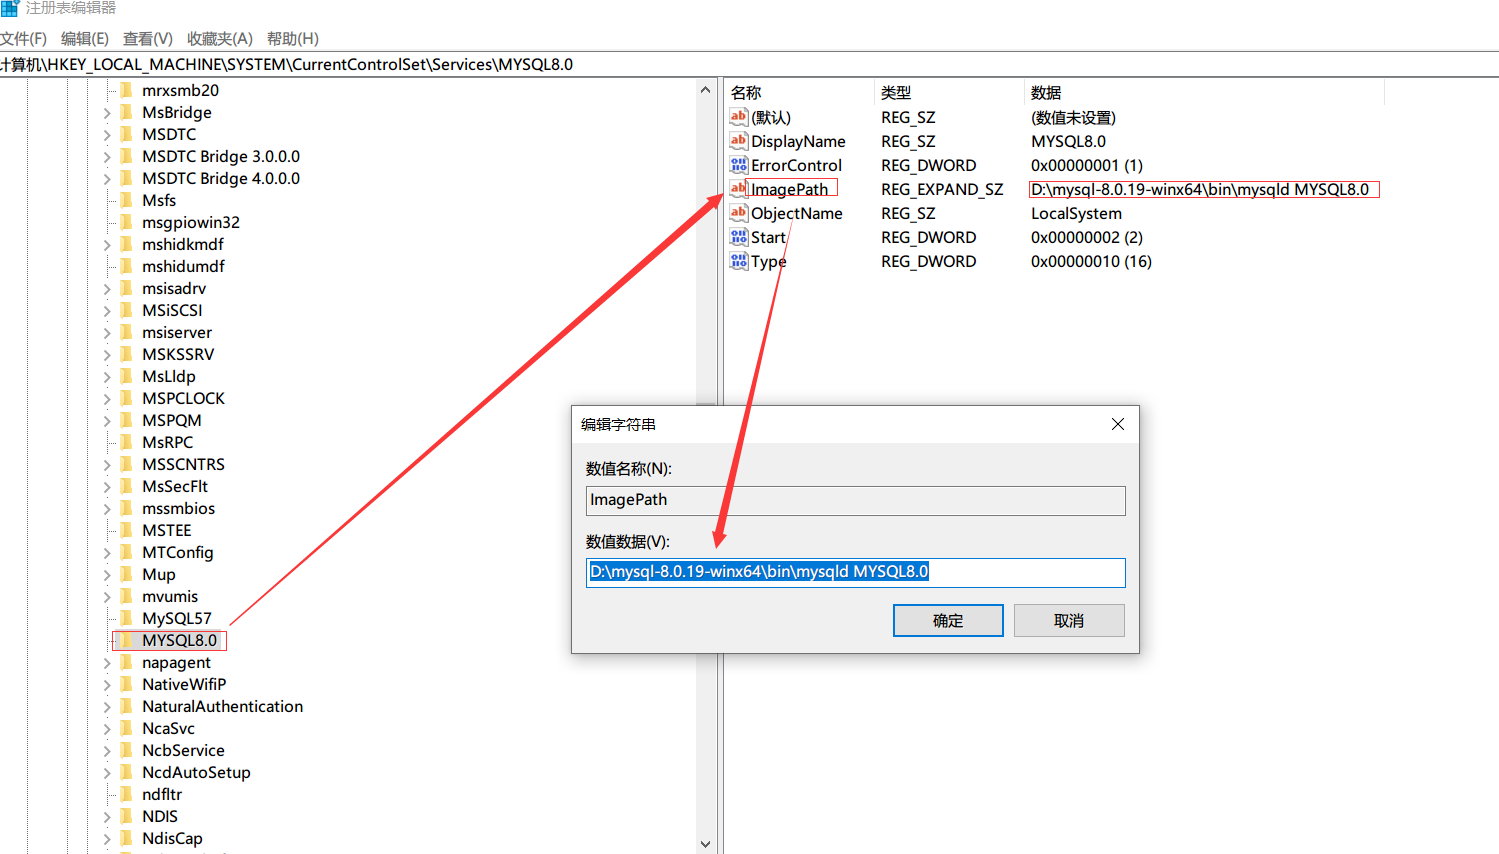 注册表编辑器
文件(F) 编辑(E) 查看(V) 收藏夹(A) 帮助(H)
计算机\HKEY_LOCAL_MACHINE\SYSTEM\CurrentControlSet\Services\MYSQL8.0
mrxsmb20
MsBridge
MSDTC
MSDTC Bridge 3.0.0.0
MSDTC Bridge 4.0.0.0
Msfs
msgpiowin32
mshidkmdf
mshidumdf
msisadrv
MSiSCSI
msiserver
MSKSSRV
MsLldp
MSPCLOCK
MSPQM
MsRPC
MSSCNTRS
MsSecFlt
mssmbios
MSTEE
MTConfig
Mup
mvumis
MySQL57
MYSQL8.0
napagent
NativeWifiP
NaturalAuthentication
NcaSvc
NcbService
NcdAutoSetup
ndfltr
NDIS
NdisCap
名称 类型 数据
(默认) REG_SZ (数值未设置)
DisplayName REG_SZ MYSQL8.0
ErrorControl REG_DWORD 0x00000001 (1)
ImagePath REG_EXPAND_SZ D:\mysql-8.0.19-winx64\bin\mysqld MYSQL8.0
ObjectName REG_SZ LocalSystem
Start REG_DWORD 0x00000002 (2)
Type REG_DWORD 0x00000010 (16)
编辑字符串
数值名称(N):
ImagePath
数值数据(V):
D:\mysql-8.0.19-winx64\bin\mysqld MYSQL8.0
确定 取消